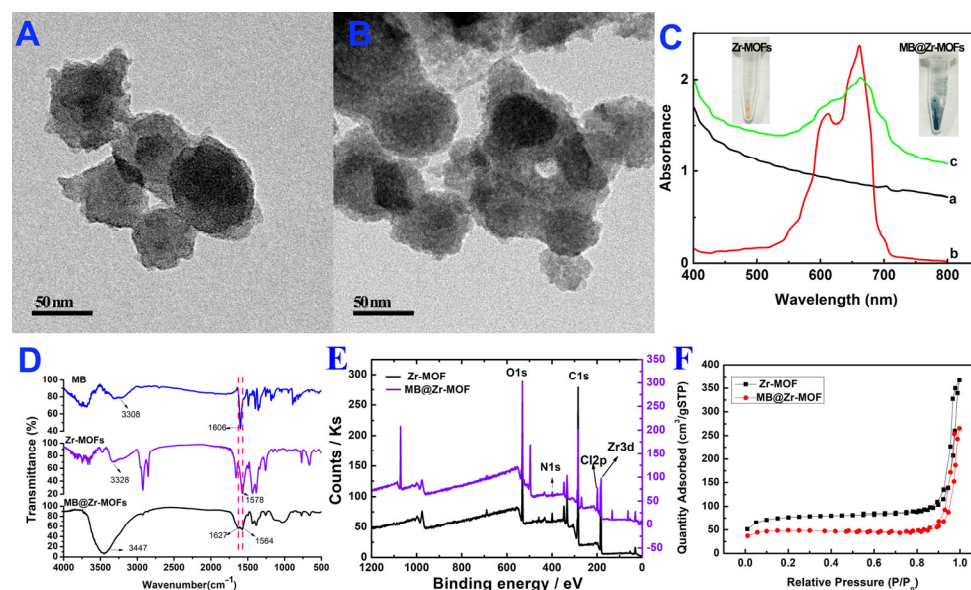 A
50 nm
B
50 nm
C
Zr-MOFs
MB@Zr-MOFs
c
a
b
Absorbance
0
1
2
400
500
600
700
800
Wavelength (nm)
D
MB
3308
1606
Zr-MOFs
3328
1578
MB@Zr-MOFs
3447
1627
1564
Transmittance (%)
100
80
60
40
20
100
80
60
40
20
100
80
60
40
20
4000
3500
3000
2500
2000
1500
1000
500
Wavenumber(cm⁻¹)
E
Zr-MOF
MB@Zr-MOF
O1s
C1s
N1s
Cl2p
Zr3d
Counts / Ks
300
250
200
150
100
50
0
350
300
250
200
150
100
50
0
-50
1200
1000
800
600
400
200
0
Binding energy / eV
F
Zr-MOF
MB@Zr-MOF
Quantity Adsorbed (cm³/gSTP)
400
350
300
250
200
150
100
50
0
0.0
0.2
0.4
0.6
0.8
1.0
Relative Pressure (P/P₀)